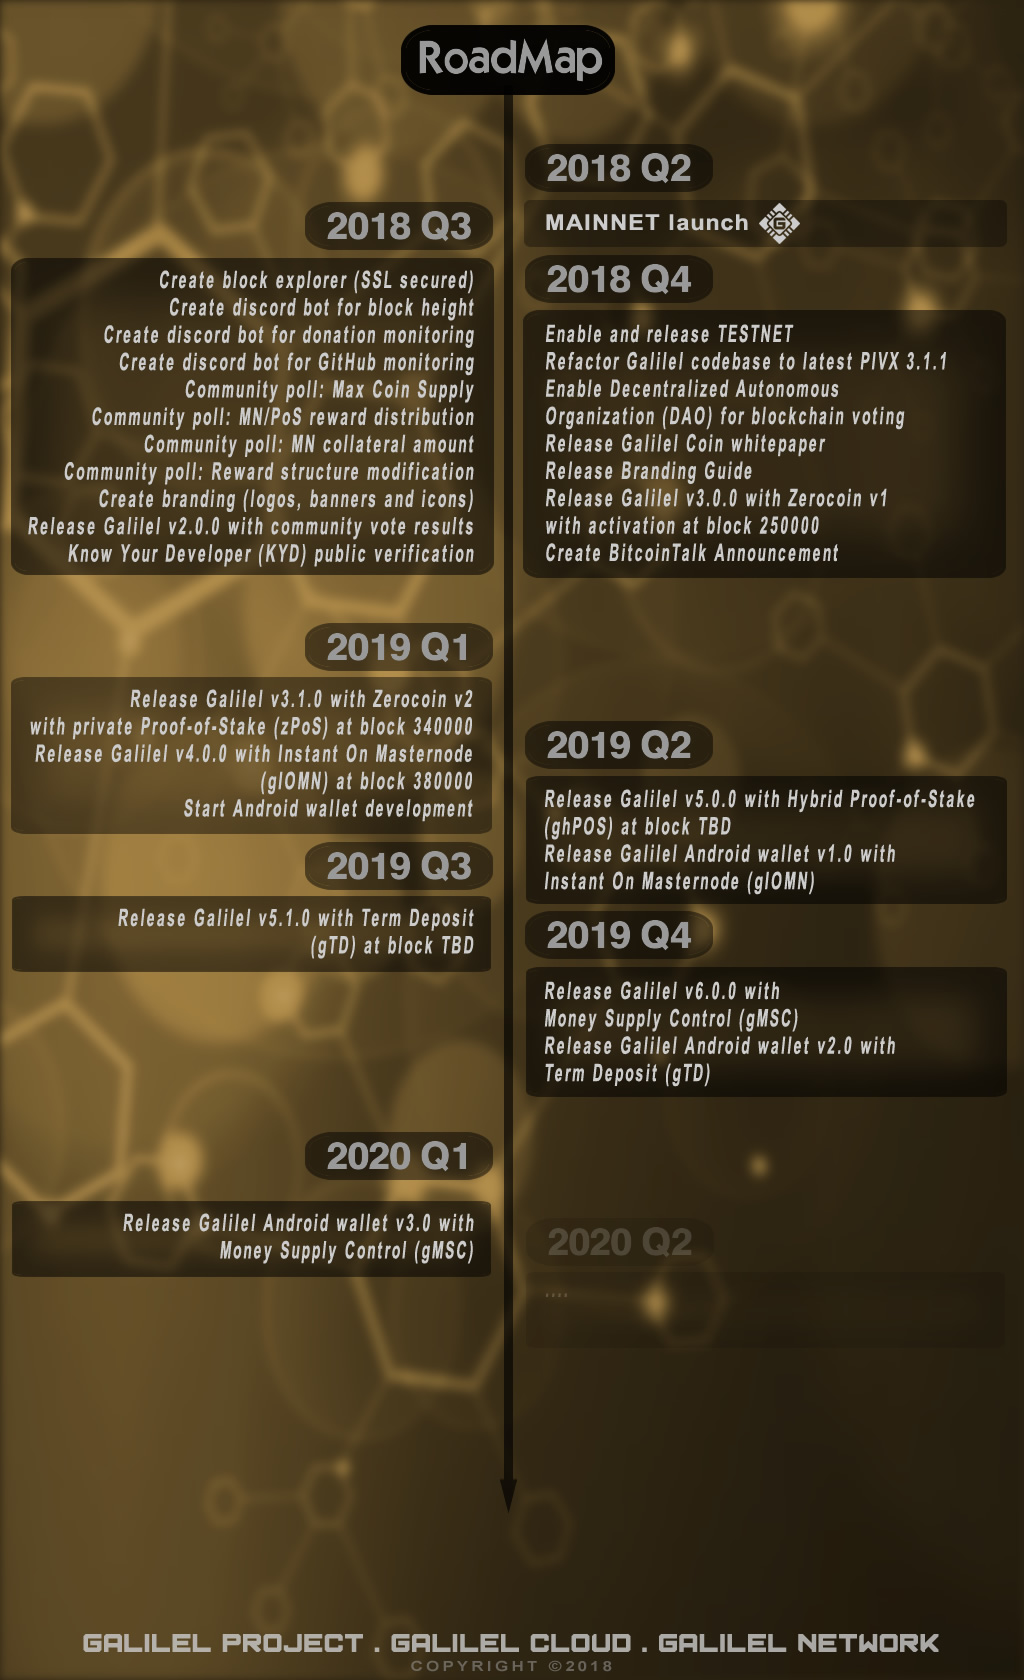 RoadMap
2018 Q2
MAINNET launch
2018 Q3
Create block explorer (SSL secured)
Create discord bot for block height
Create discord bot for donation monitoring
Create discord bot for GitHub monitoring
Community poll: Max Coin Supply
Community poll: MN/PoS reward distribution
Community poll: MN collateral amount
Community poll: Reward structure modification
Create branding (logos, banners and icons)
Release Galilel v2.0.0 with community vote results
Know Your Developer (KYD) public verification
2018 Q4
Enable and release TESTNET
Refactor Galilel codebase to latest PIVX 3.1.1
Enable Decentralized Autonomous
Organization (DAO) for blockchain voting
Release Galilel Coin whitepaper
Release Branding Guide
Release Galilel v3.0.0 with Zerocoin v1
with activation at block 250000
Create BitcoinTalk Announcement
2019 Q1
Release Galilel v3.1.0 with Zerocoin v2
with private Proof-of-Stake (zPoS) at block 340000
Release Galilel v4.0.0 with Instant On Masternode
(gIOMN) at block 380000
Start Android wallet development
2019 Q2
Release Galilel v5.0.0 with Hybrid Proof-of-Stake
(ghPOS) at block TBD
Release Galilel Android wallet v1.0 with
Instant On Masternode (gIOMN)
2019 Q3
Release Galilel v5.1.0 with Term Deposit
(gTD) at block TBD
2019 Q4
Release Galilel v6.0.0 with
Money Supply Control (gMSC)
Release Galilel Android wallet v2.0 with
Term Deposit (gTD)
2020 Q1
Release Galilel Android wallet v3.0 with
Money Supply Control (gMSC)
2020 Q2
....
GALILEL PROJECT . GALILEL CLOUD . GALILEL NETWORK
COPYRIGHT ©2018